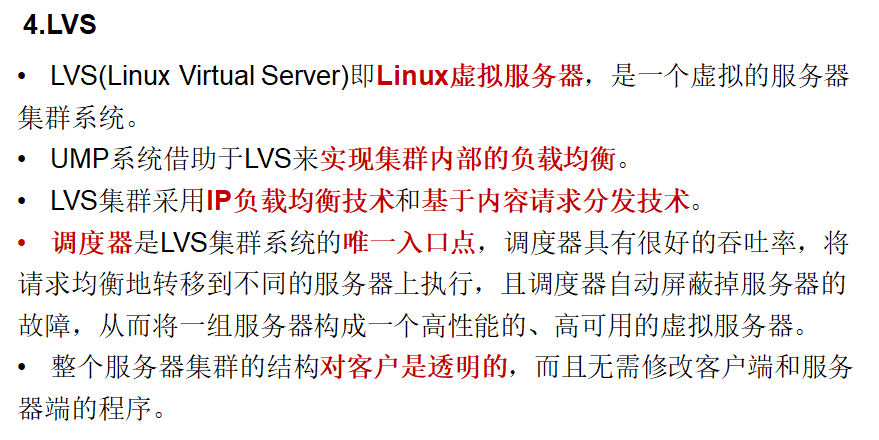 4.LVS
• LVS(Linux Virtual Server)即Linux虚拟服务器，是一个虚拟的服务器
集群系统。
• UMP系统借助于LVS来实现集群内部的负载均衡。
• LVS集群采用IP负载均衡技术和基于内容请求分发技术。
• 调度器是LVS集群系统的唯一入口点，调度器具有很好的吞吐率，将
请求均衡地转移到不同的服务器上执行，且调度器自动屏蔽掉服务器的
故障，从而将一组服务器构成一个高性能的、高可用的虚拟服务器。
• 整个服务器集群的结构对客户是透明的，而且无需修改客户端和服务
器端的程序。